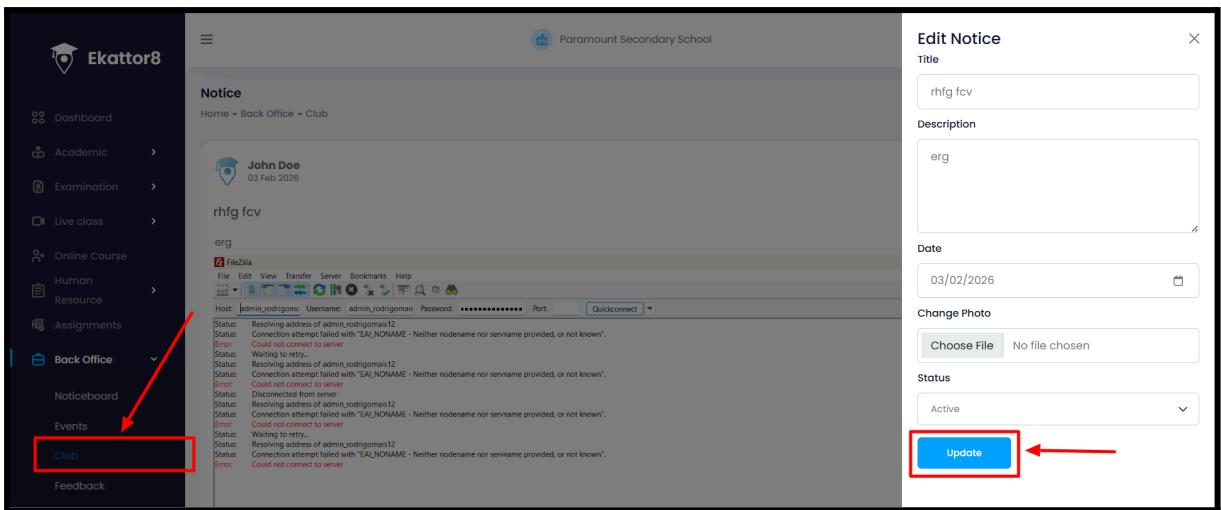 Ekattor8
Dashboard
Academic
Examination
Live class
Online Course
Human
Resource
Assignments
Back Office
Noticeboard
Events
Club
Feedback
Paramount Secondary School
Notice
Home - Back Office - Club
John Doe
03 Feb 2026
rhfg fcv
erg
FileZilla
File Edit View Transfer Server Bookmarks Help
Host: admin_rodrigoma Username: admin_rodrigomais Password: •••••••••••••• Port: Quickconnect
Status: Resolving address of admin_rodrigomais12
Status: Connection attempt failed with "EAI_NONAME - Neither nodename nor servname provided, or not known".
Error: Could not connect to server
Status: Waiting to retry...
Status: Resolving address of admin_rodrigomais12
Status: Connection attempt failed with "EAI_NONAME - Neither nodename nor servname provided, or not known".
Error: Could not connect to server
Status: Disconnected from server
Status: Resolving address of admin_rodrigomais12
Status: Connection attempt failed with "EAI_NONAME - Neither nodename nor servname provided, or not known".
Error: Could not connect to server
Status: Waiting to retry...
Status: Resolving address of admin_rodrigomais12
Status: Connection attempt failed with "EAI_NONAME - Neither nodename nor servname provided, or not known".
Error: Could not connect to server
Edit Notice
Title
rhfg fcv
Description
erg
Date
03/02/2026
Change Photo
Choose File No file chosen
Status
Active
Update